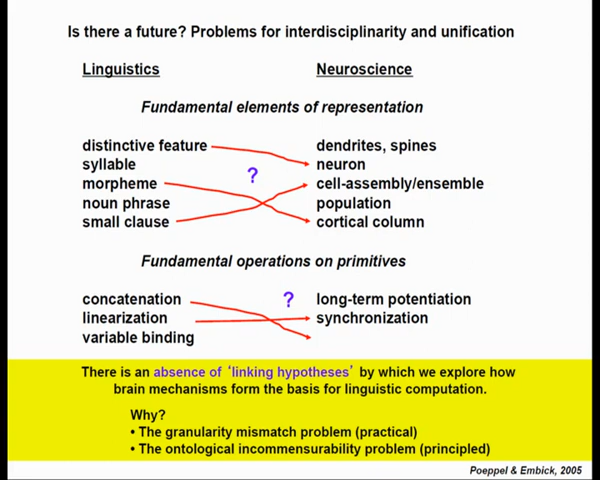 Is there a future? Problems for interdisciplinarity and unification
Linguistics Neuroscience
Fundamental elements of representation
distinctive feature dendrites, spines
syllable neuron
?
morpheme cell-assembly/ensemble
noun phrase population
small clause cortical column
Fundamental operations on primitives
concatenation ? long-term potentiation
linearization synchronization
variable binding
There is an absence of ‘linking hypotheses’ by which we explore how
brain mechanisms form the basis for linguistic computation.
Why?
• The granularity mismatch problem (practical)
• The ontological incommensurability problem (principled)
Poeppel & Embick, 2005